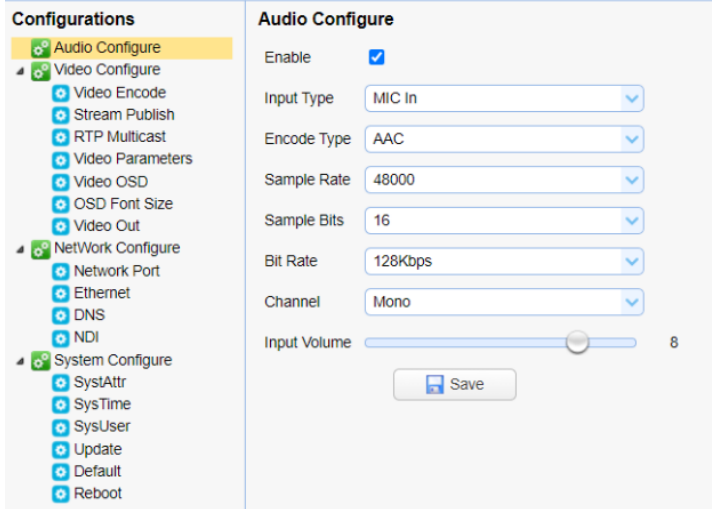 Configurations
Audio Configure
Video Configure
Video Encode
Stream Publish
RTP Multicast
Video Parameters
Video OSD
OSD Font Size
Video Out
NetWork Configure
Network Port
Ethernet
DNS
NDI
System Configure
SystAttr
SysTime
SysUser
Update
Default
Reboot
Audio Configure
Enable
Input Type MIC In
Encode Type AAC
Sample Rate 48000
Sample Bits 16
Bit Rate 128Kbps
Channel Mono
Input Volume 8
Save